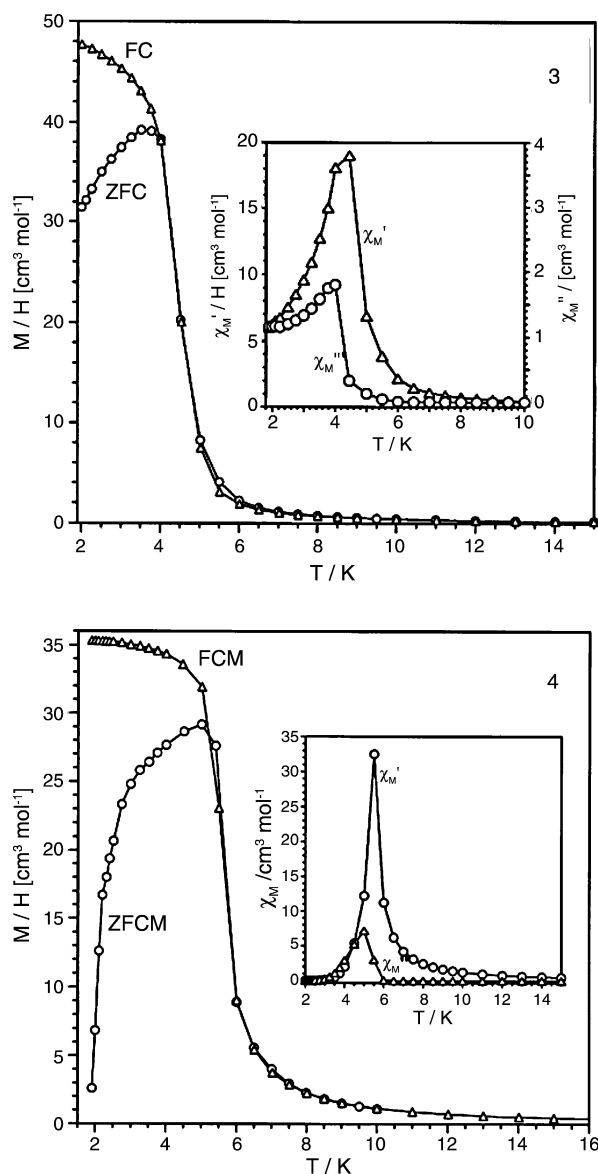 50
40
30
20
10
0
M / H [cm³ mol⁻¹]
FC
ZFC
3
20
15
10
5
0
χM' / H [cm³ mol⁻¹]
4
3
2
1
0
χM'' / [cm³ mol⁻¹]
χM'
χM''
2 4 6 8 10
T / K
2 4 6 8 10 12 14
T / K
35
30
25
20
15
10
5
0
M / H [cm³ mol⁻¹]
FCM
ZFCM
4
35
30
25
20
15
10
5
0
χM /cm³ mol⁻¹
χM'
χM''
2 4 6 8 10 12 14
T / K
2 4 6 8 10 12 14 16
T / K